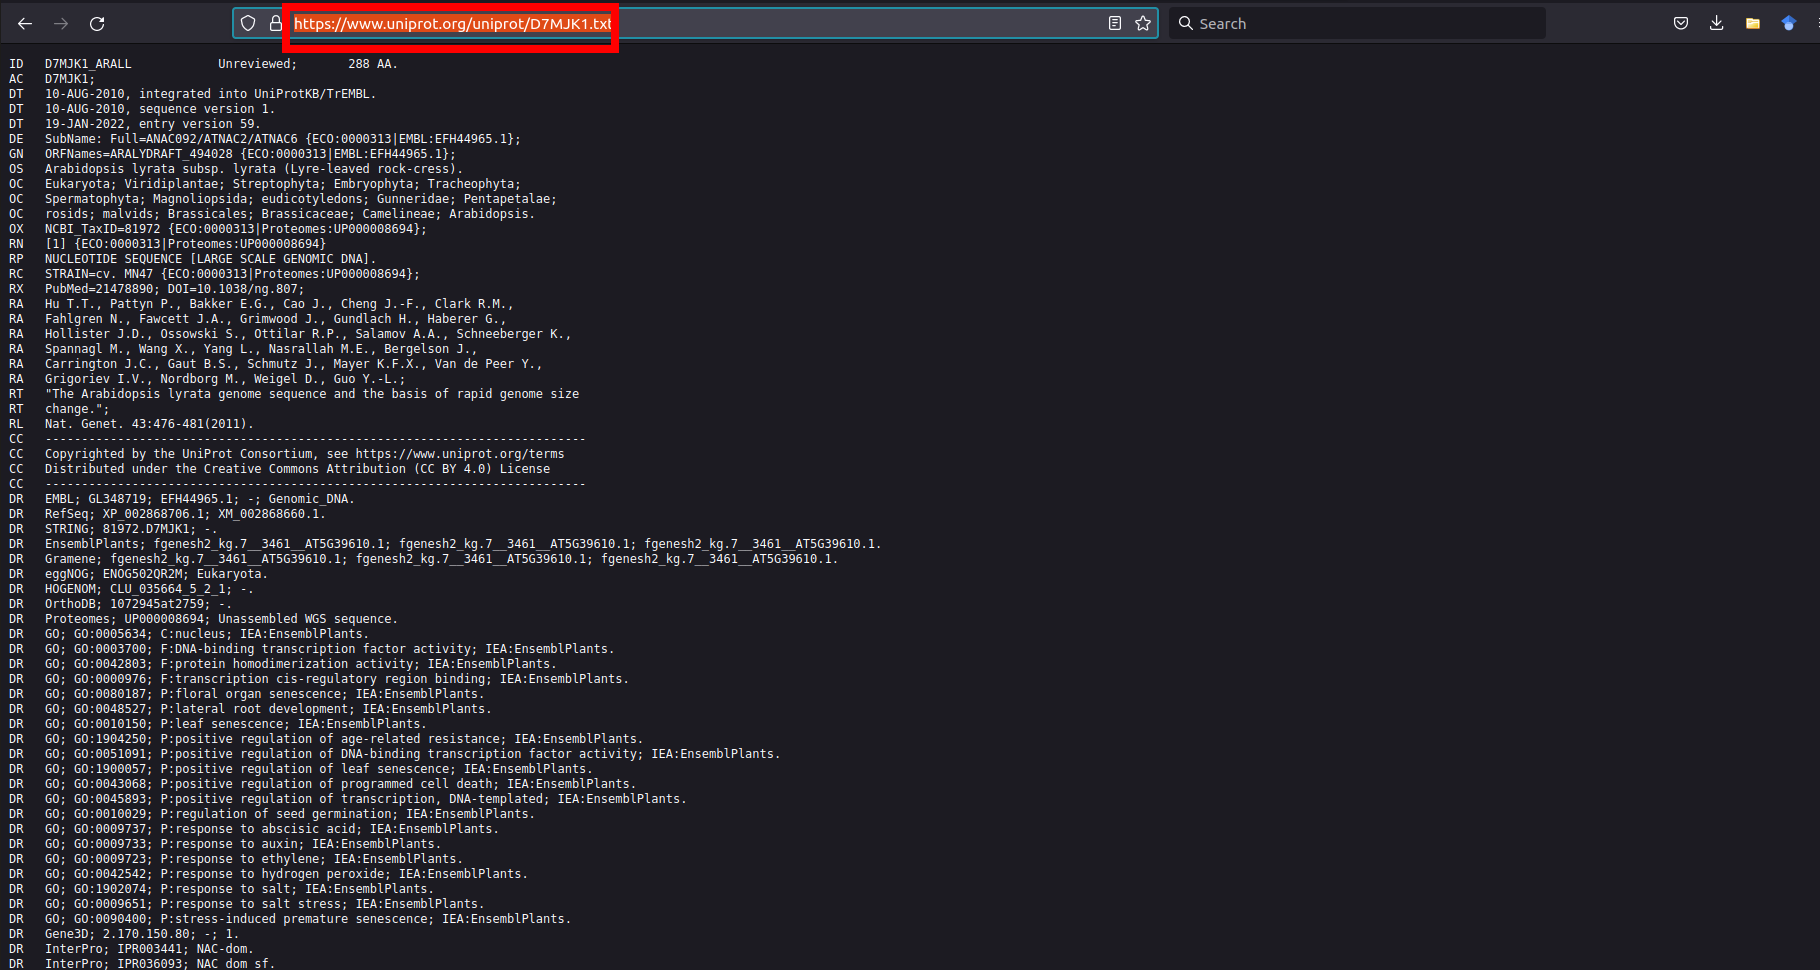 https://www.uniprot.org/uniprot/D7MJK1.txt
Search
ID   D7MJK1_ARALL            Unreviewed;       288 AA.
AC   D7MJK1;
DT   10-AUG-2010, integrated into UniProtKB/TrEMBL.
DT   10-AUG-2010, sequence version 1.
DT   19-JAN-2022, entry version 59.
DE   SubName: Full=ANAC092/ATNAC2/ATNAC6 {ECO:0000313|EMBL:EFH44965.1};
GN   ORFNames=ARALYDRAFT_494028 {ECO:0000313|EMBL:EFH44965.1};
OS   Arabidopsis lyrata subsp. lyrata (Lyre-leaved rock-cress).
OC   Eukaryota; Viridiplantae; Streptophyta; Embryophyta; Tracheophyta;
OC   Spermatophyta; Magnoliopsida; eudicotyledons; Gunneridae; Pentapetalae;
OC   rosids; malvids; Brassicales; Brassicaceae; Camelineae; Arabidopsis.
OX   NCBI_TaxID=81972 {ECO:0000313|Proteomes:UP000008694};
RN   [1] {ECO:0000313|Proteomes:UP000008694}
RP   NUCLEOTIDE SEQUENCE [LARGE SCALE GENOMIC DNA].
RC   STRAIN=cv. MN47 {ECO:0000313|Proteomes:UP000008694};
RX   PubMed=21478890; DOI=10.1038/ng.807;
RA   Hu T.T., Pattyn P., Bakker E.G., Cao J., Cheng J.-F., Clark R.M.,
RA   Fahlgren N., Fawcett J.A., Grimwood J., Gundlach H., Haberer G.,
RA   Hollister J.D., Ossowski S., Ottilar R.P., Salamov A.A., Schneeberger K.,
RA   Spannagl M., Wang X., Yang L., Nasrallah M.E., Bergelson J.,
RA   Carrington J.C., Gaut B.S., Schmutz J., Mayer K.F.X., Van de Peer Y.,
RA   Grigoriev I.V., Nordborg M., Weigel D., Guo Y.-L.;
RT   "The Arabidopsis lyrata genome sequence and the basis of rapid genome size
RT   change.";
RL   Nat. Genet. 43:476-481(2011).
CC   ---------------------------------------------------------------------------
CC   Copyrighted by the UniProt Consortium, see https://www.uniprot.org/terms
CC   Distributed under the Creative Commons Attribution (CC BY 4.0) License
CC   ---------------------------------------------------------------------------
DR   EMBL; GL348719; EFH44965.1; -; Genomic_DNA.
DR   RefSeq; XP_002868706.1; XM_002868660.1.
DR   STRING; 81972.D7MJK1; -.
DR   EnsemblPlants; fgenesh2_kg.7__3461__AT5G39610.1; fgenesh2_kg.7__3461__AT5G39610.1; fgenesh2_kg.7__3461__AT5G39610.1.
DR   Gramene; fgenesh2_kg.7__3461__AT5G39610.1; fgenesh2_kg.7__3461__AT5G39610.1; fgenesh2_kg.7__3461__AT5G39610.1.
DR   eggNOG; ENOG502QR2M; Eukaryota.
DR   HOGENOM; CLU_035664_5_2_1; -.
DR   OrthoDB; 1072945at2759; -.
DR   Proteomes; UP000008694; Unassembled WGS sequence.
DR   GO; GO:0005634; C:nucleus; IEA:EnsemblPlants.
DR   GO; GO:0003700; F:DNA-binding transcription factor activity; IEA:EnsemblPlants.
DR   GO; GO:0042803; F:protein homodimerization activity; IEA:EnsemblPlants.
DR   GO; GO:0000976; F:transcription cis-regulatory region binding; IEA:EnsemblPlants.
DR   GO; GO:0080187; P:floral organ senescence; IEA:EnsemblPlants.
DR   GO; GO:0048527; P:lateral root development; IEA:EnsemblPlants.
DR   GO; GO:0010150; P:leaf senescence; IEA:EnsemblPlants.
DR   GO; GO:1904250; P:positive regulation of age-related resistance; IEA:EnsemblPlants.
DR   GO; GO:0051091; P:positive regulation of DNA-binding transcription factor activity; IEA:EnsemblPlants.
DR   GO; GO:1900057; P:positive regulation of leaf senescence; IEA:EnsemblPlants.
DR   GO; GO:0043068; P:positive regulation of programmed cell death; IEA:EnsemblPlants.
DR   GO; GO:0045893; P:positive regulation of transcription, DNA-templated; IEA:EnsemblPlants.
DR   GO; GO:0010029; P:regulation of seed germination; IEA:EnsemblPlants.
DR   GO; GO:0009737; P:response to abscisic acid; IEA:EnsemblPlants.
DR   GO; GO:0009733; P:response to auxin; IEA:EnsemblPlants.
DR   GO; GO:0009723; P:response to ethylene; IEA:EnsemblPlants.
DR   GO; GO:0042542; P:response to hydrogen peroxide; IEA:EnsemblPlants.
DR   GO; GO:1902074; P:response to salt; IEA:EnsemblPlants.
DR   GO; GO:0009651; P:response to salt stress; IEA:EnsemblPlants.
DR   GO; GO:0090400; P:stress-induced premature senescence; IEA:EnsemblPlants.
DR   Gene3D; 2.170.150.80; -; 1.
DR   InterPro; IPR003441; NAC-dom.
DR   InterPro; IPR036093; NAC_dom_sf.